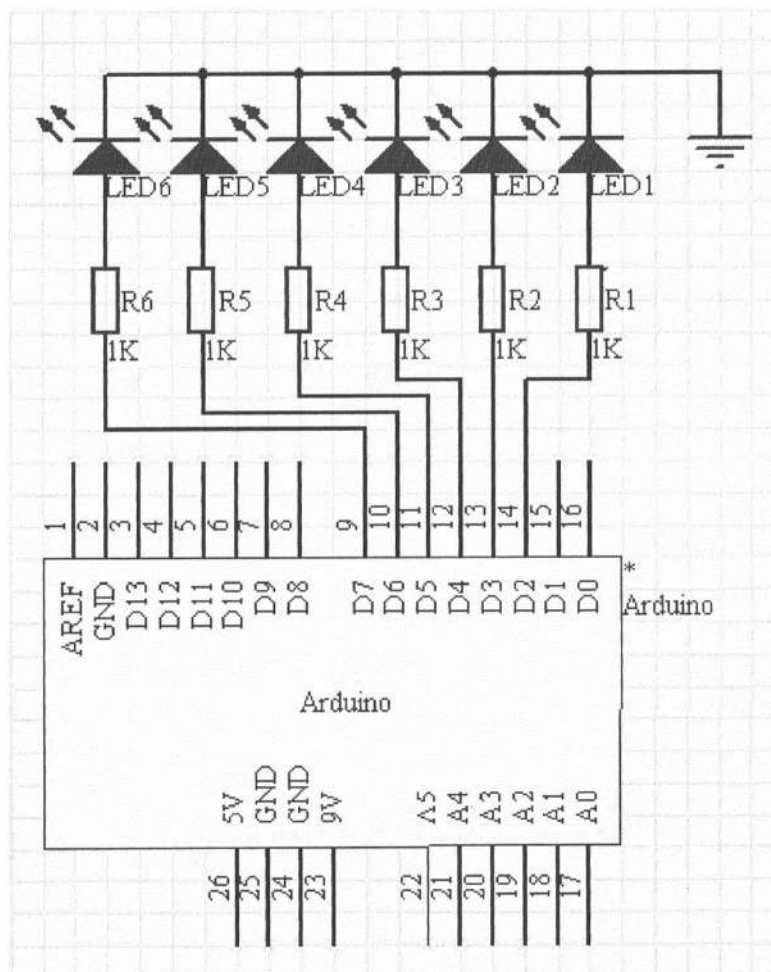 LED6 LED5 LED4 LED3 LED2 LED1
R6 R5 R4 R3 R2 R1
1K 1K 1K 1K 1K 1K
1 2 3 4 5 6 7 8 9 10 11 12 13 14 15 16
AREF GND D13 D12 D11 D10 D9 D8 D7 D6 D5 D4 D3 D2 D1 D0
*
Arduino
Arduino
5V GND GND 9V A5 A4 A3 A2 A1 A0
26 25 24 23 22 21 20 19 18 17